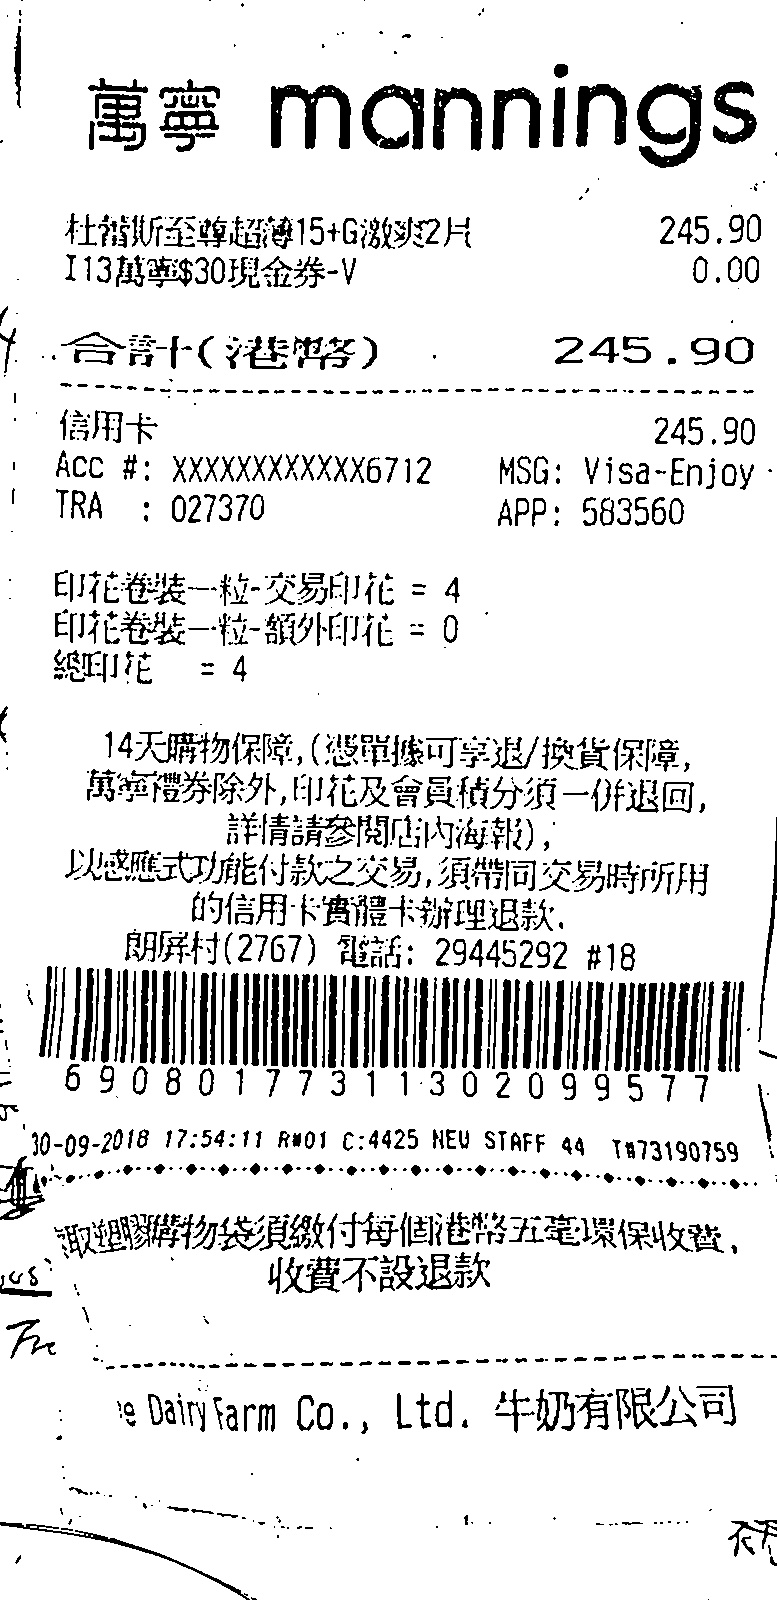 萬寧 mannings
杜蕾斯至尊超薄15+G激爽2片 245.90
I13萬寧$30現金券-V 0.00
合計(港幣) 245.90
信用卡 245.90
Acc #: XXXXXXXXXXXX6712 MSG: Visa-Enjoy
TRA : 027370 APP: 583560
印花卷裝一粒-交易印花 = 4
印花卷裝一粒-額外印花 = 0
總印花 = 4
14天購物保障,(憑單據可享退/換貨保障,
萬寧禮券除外,印花及會員積分須一併退回,
詳情請參閱店內海報),
以感應式功能付款之交易,須帶同交易時所用
的信用卡實體卡辦理退款.
朗屏村(2767) 電話: 29445292 #18
6908017731130209957​7
30-09-2018 17:54:11 R#01 C:4425 NEW STAFF 44 T#73190759
取塑膠購物袋須繳付每個港幣五毫環保收費,
收費不設退款
Dairy Farm Co., Ltd. 牛奶有限公司